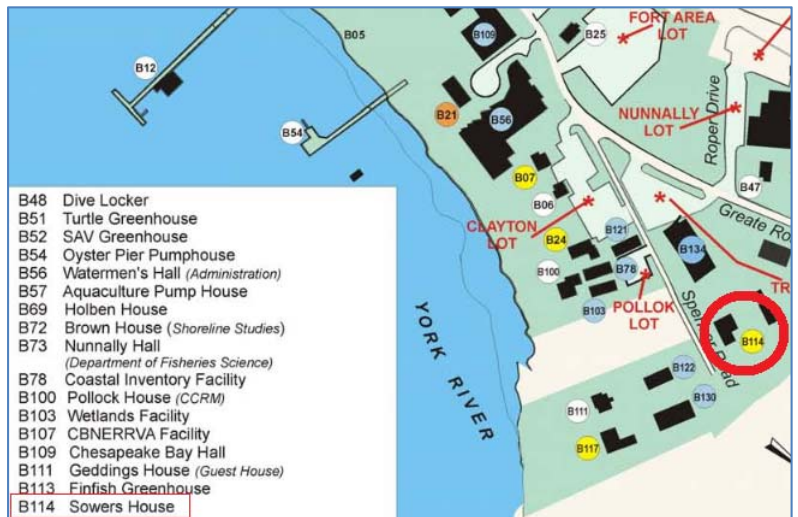 FORT AREA
LOT
B109
B25
B05
B12
NUNNALLY
LOT
Roper Drive
B21
B56
B54
B07
B47
B06
Greate
CLAYTON
LOT
B24
B121
B134
B100
B78
TR
B103
POLLOK
LOT
YORK RIVER
B114
B122
B130
B111
B117
B48 Dive Locker
B51 Turtle Greenhouse
B52 SAV Greenhouse
B54 Oyster Pier Pumphouse
B56 Watermen's Hall (Administration)
B57 Aquaculture Pump House
B69 Holben House
B72 Brown House (Shoreline Studies)
B73 Nunnally Hall
(Department of Fisheries Science)
B78 Coastal Inventory Facility
B100 Pollock House (CCRM)
B103 Wetlands Facility
B107 CBNERRVA Facility
B109 Chesapeake Bay Hall
B111 Geddings House (Guest House)
B113 Finfish Greenhouse
B114 Sowers House